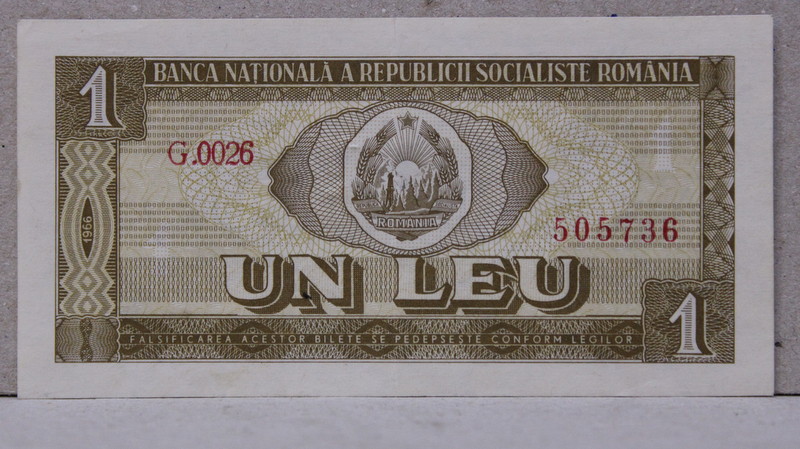 1
BANCA NAȚIONALĂ A REPUBLICII SOCIALISTE ROMÂNIA
G.0026
1966
ROMANIA
505736
UN LEU
1
FALSIFICAREA ACESTOR BILETE SE PEDEPSEȘTE CONFORM LEGILOR